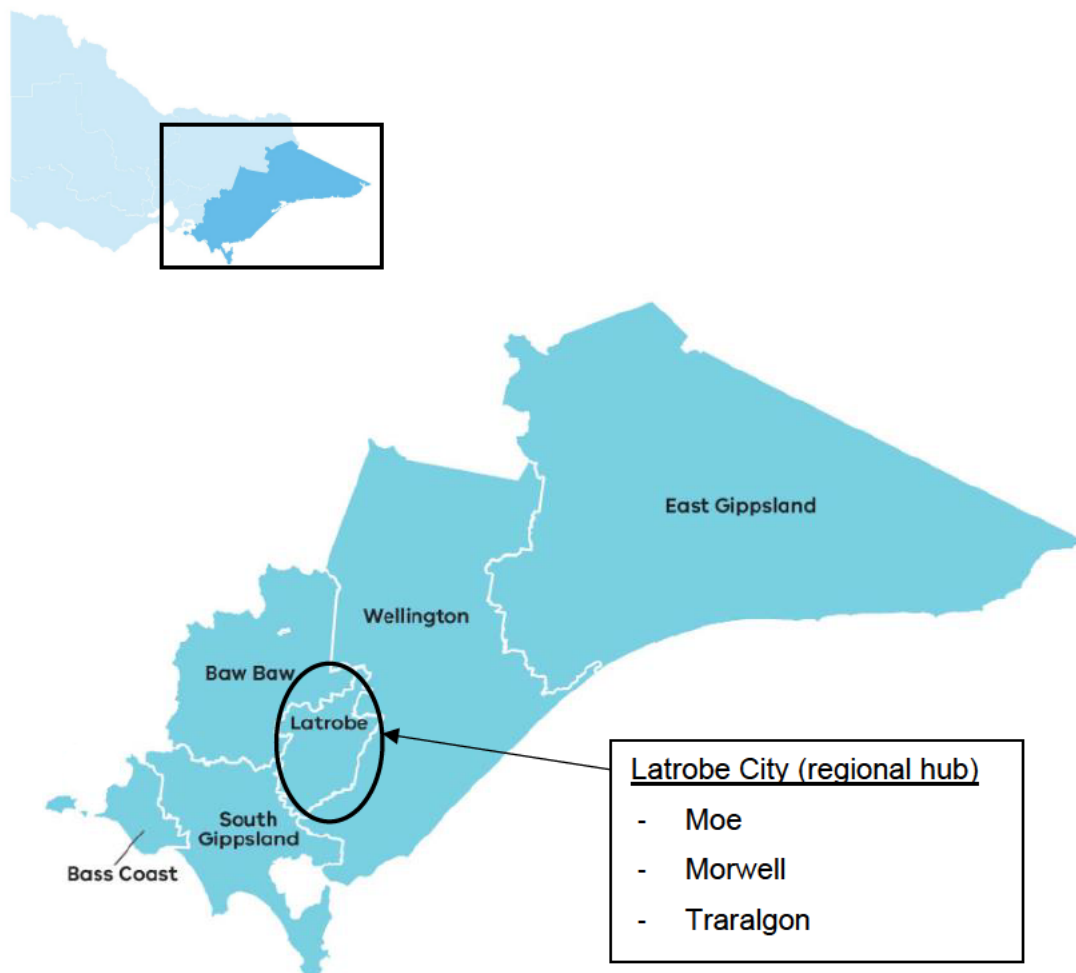 East Gippsland
Wellington
Baw Baw
Latrobe
South
Gippsland
Bass Coast
Latrobe City (regional hub)
- Moe
- Morwell
- Traralgon